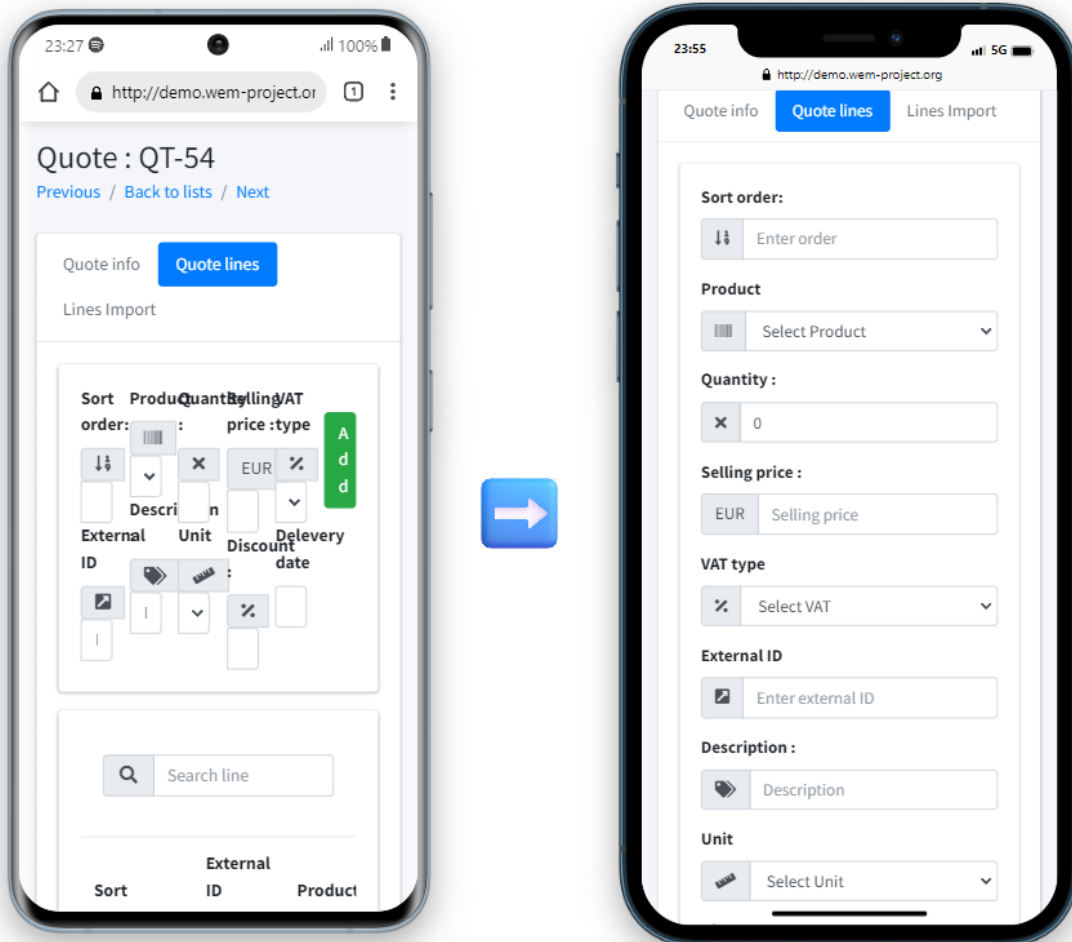 23:27
100%
http://demo.wem-project.or
1
Quote : QT-54
Previous / Back to lists / Next
Quote info
Quote lines
Lines Import
Sort order:
Product
Quantity :
Selling price :
VAT type
Add
EUR
External ID
Unit
Discount :
Delevery date
Search line
Sort
External ID
Product
23:55
5G
http://demo.wem-project.org
Quote info
Quote lines
Lines Import
Sort order:
Enter order
Product
Select Product
Quantity :
0
Selling price :
EUR
Selling price
VAT type
Select VAT
External ID
Enter external ID
Description :
Description
Unit
Select Unit